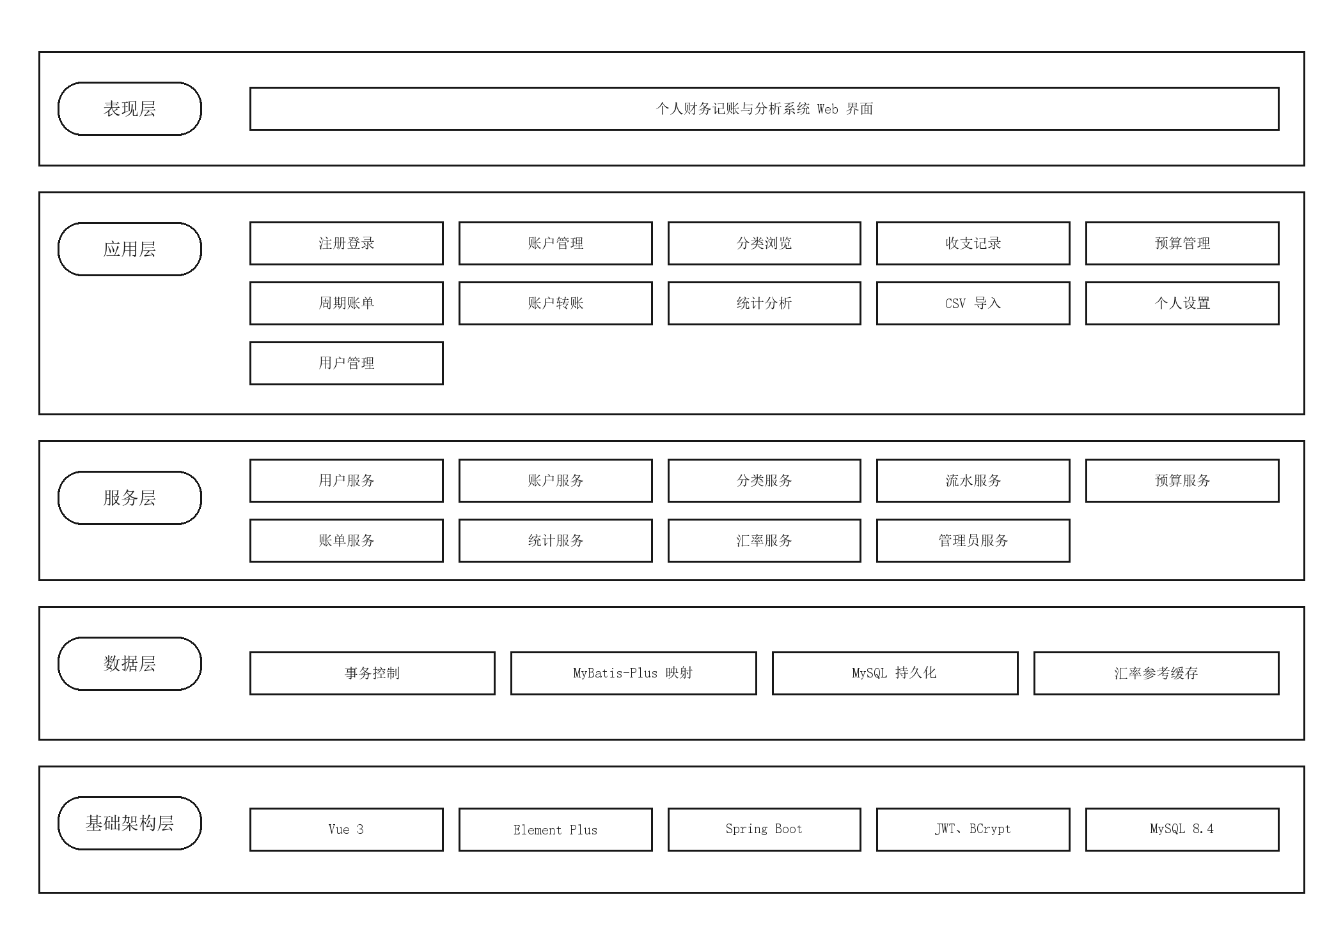 表现层
个人财务记账与分析系统 Web 界面
应用层
注册登录
账户管理
分类浏览
收支记录
预算管理
周期账单
账户转账
统计分析
CSV 导入
个人设置
用户管理
服务层
用户服务
账户服务
分类服务
流水服务
预算服务
账单服务
统计服务
汇率服务
管理员服务
数据层
事务控制
MyBatis-Plus 映射
MySQL 持久化
汇率参考缓存
基础架构层
Vue 3
Element Plus
Spring Boot
JWT、BCrypt
MySQL 8.4